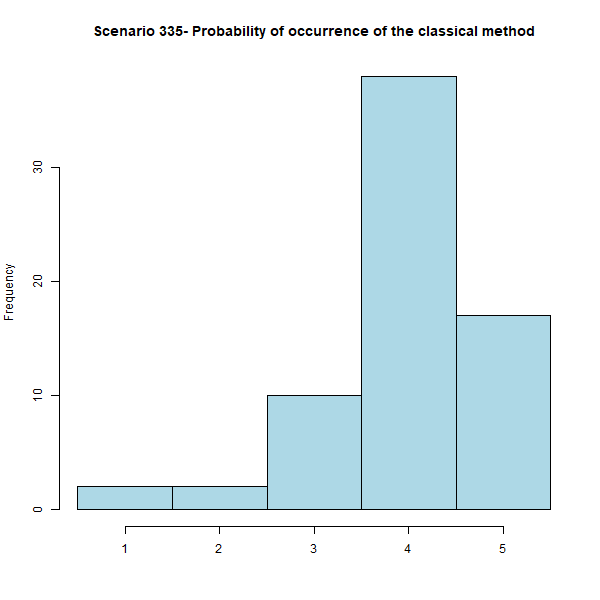 Scenario 335- Probability of occurrence of the classical method
Frequency
30
20
10
0
1 2 3 4 5